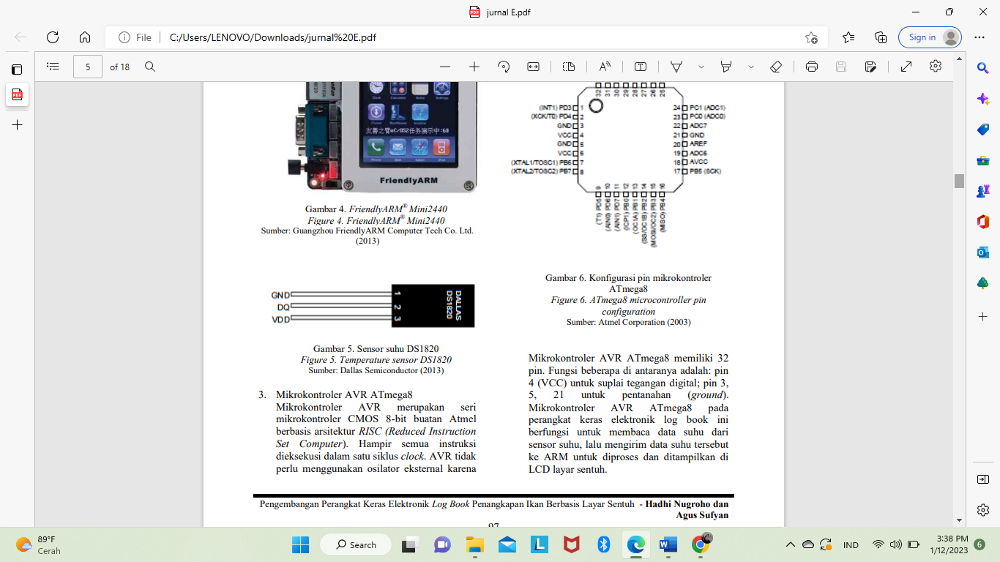 jurnal E.pdf
File
C:/Users/LENOVO/Downloads/jurnal%20E.pdf
Sign in
5 of 18
Clock Calculator Notes Settings
友善之臂uC/OS2任务演示中:60
Phone Mail Safari iPod
FriendlyARM
Gambar 4. FriendlyARM® Mini2440
Figure 4. FriendlyARM® Mini2440
Sumber: Guangzhou FriendlyARM Computer Tech Co. Ltd.
(2013)
GND 1
DQ 2
VDD 3
DALLAS
DS1820
Gambar 5. Sensor suhu DS1820
Figure 5. Temperature sensor DS1820
Sumber: Dallas Semiconductor (2013)
3. Mikrokontroler AVR ATmega8
Mikrokontroler AVR merupakan seri
mikrokontroler CMOS 8-bit buatan Atmel
berbasis arsitektur RISC (Reduced Instruction
Set Computer). Hampir semua instruksi
dieksekusi dalam satu siklus clock. AVR tidak
perlu menggunakan osilator eksternal karena
32 31 30 29 28 27 26 25
(INT1) PD3 1
(XCK/T0) PD4 2
GND 3
VCC 4
GND 5
VCC 6
(XTAL1/TOSC1) PB6 7
(XTAL2/TOSC2) PB7 8
24 PC1 (ADC1)
23 PC0 (ADC0)
22 ADC7
21 GND
20 AREF
19 ADC6
18 AVCC
17 PB5 (SCK)
(T1) PD5 9
(AIN0) PD6 10
(AIN1) PD7 11
(ICP1) PB0 12
(OC1A) PB1 13
(SS/OC1B) PB2 14
(MOSI/OC2) PB3 15
(MISO) PB4 16
Gambar 6. Konfigurasi pin mikrokontroler
ATmega8
Figure 6. ATmega8 microcontroller pin
configuration
Sumber: Atmel Corporation (2003)
Mikrokontroler AVR ATmega8 memiliki 32
pin. Fungsi beberapa di antaranya adalah: pin
4 (VCC) untuk suplai tegangan digital; pin 3,
5, 21 untuk pentanahan (ground).
Mikrokontroler AVR ATmega8 pada
perangkat keras elektronik log book ini
berfungsi untuk membaca data suhu dari
sensor suhu, lalu mengirim data suhu tersebut
ke ARM untuk diproses dan ditampilkan di
LCD layar sentuh.
Pengembangan Perangkat Keras Elektronik Log Book Penangkapan Ikan Berbasis Layar Sentuh - Hadhi Nugroho dan
Agus Sufyan
97
89°F
Cerah
Search
IND
3:38 PM
1/12/2023
6